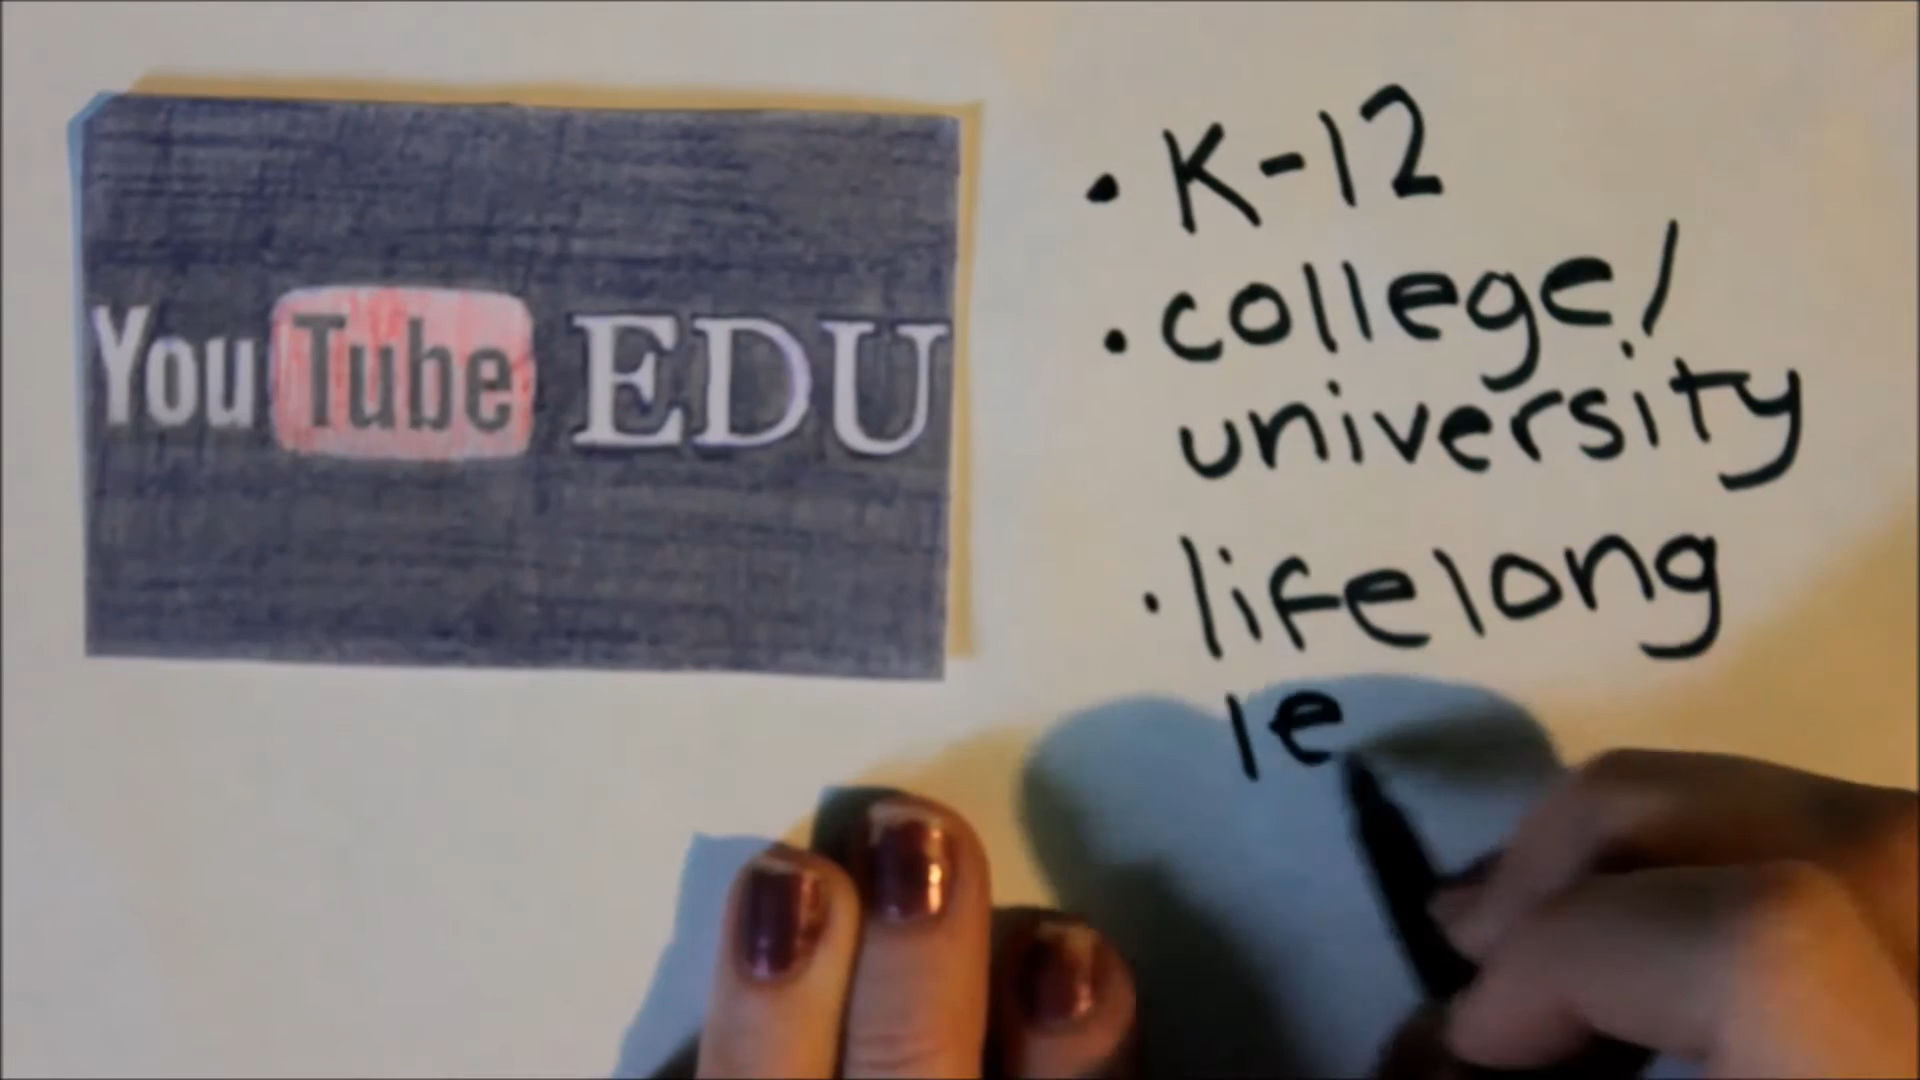 YouTube EDU
• K-12
• college/
university
• lifelong
le